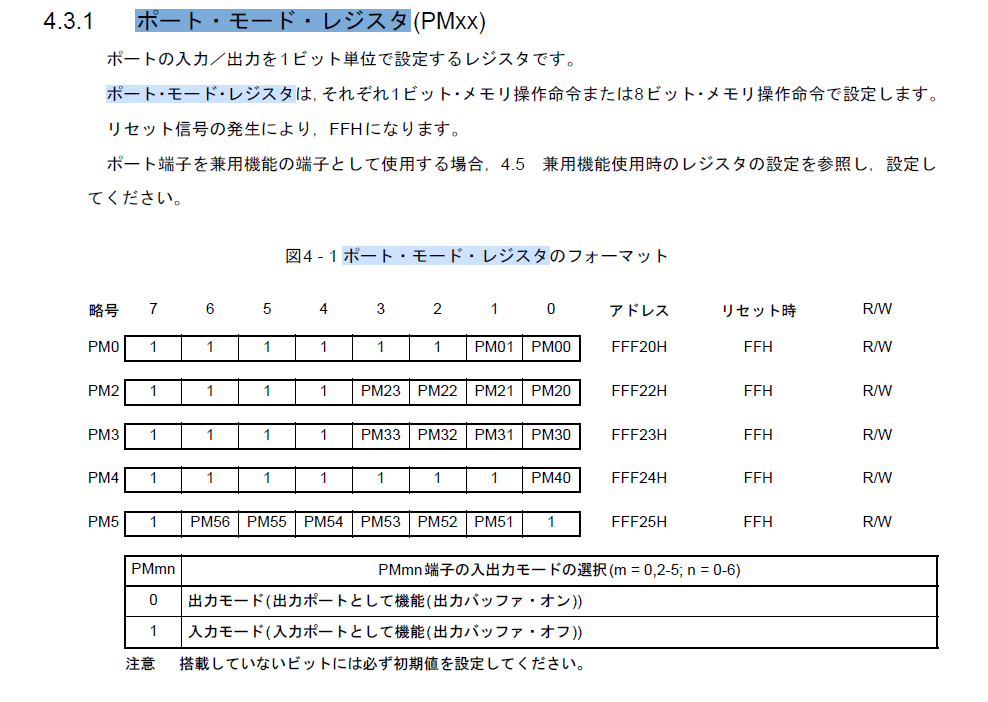 4.3.1 ポート・モード・レジスタ(PMxx)
ポートの入力／出力を1ビット単位で設定するレジスタです。
ポート・モード・レジスタは，それぞれ1ビット・メモリ操作命令または8ビット・メモリ操作命令で設定します。
リセット信号の発生により，FFHになります。
ポート端子を兼用機能の端子として使用する場合，4.5 兼用機能使用時のレジスタの設定を参照し，設定し
てください。
図4 - 1 ポート・モード・レジスタのフォーマット
略号 7 6 5 4 3 2 1 0 アドレス リセット時 R/W
PM0 1 1 1 1 1 1 PM01 PM00 FFF20H FFH R/W
PM2 1 1 1 1 PM23 PM22 PM21 PM20 FFF22H FFH R/W
PM3 1 1 1 1 PM33 PM32 PM31 PM30 FFF23H FFH R/W
PM4 1 1 1 1 1 1 1 PM40 FFF24H FFH R/W
PM5 1 PM56 PM55 PM54 PM53 PM52 PM51 1 FFF25H FFH R/W
PMmn PMmn端子の入出力モードの選択(m = 0,2-5; n = 0-6)
0 出力モード(出力ポートとして機能(出力バッファ・オン))
1 入力モード(入力ポートとして機能(出力バッファ・オフ))
注意 搭載していないビットには必ず初期値を設定してください。